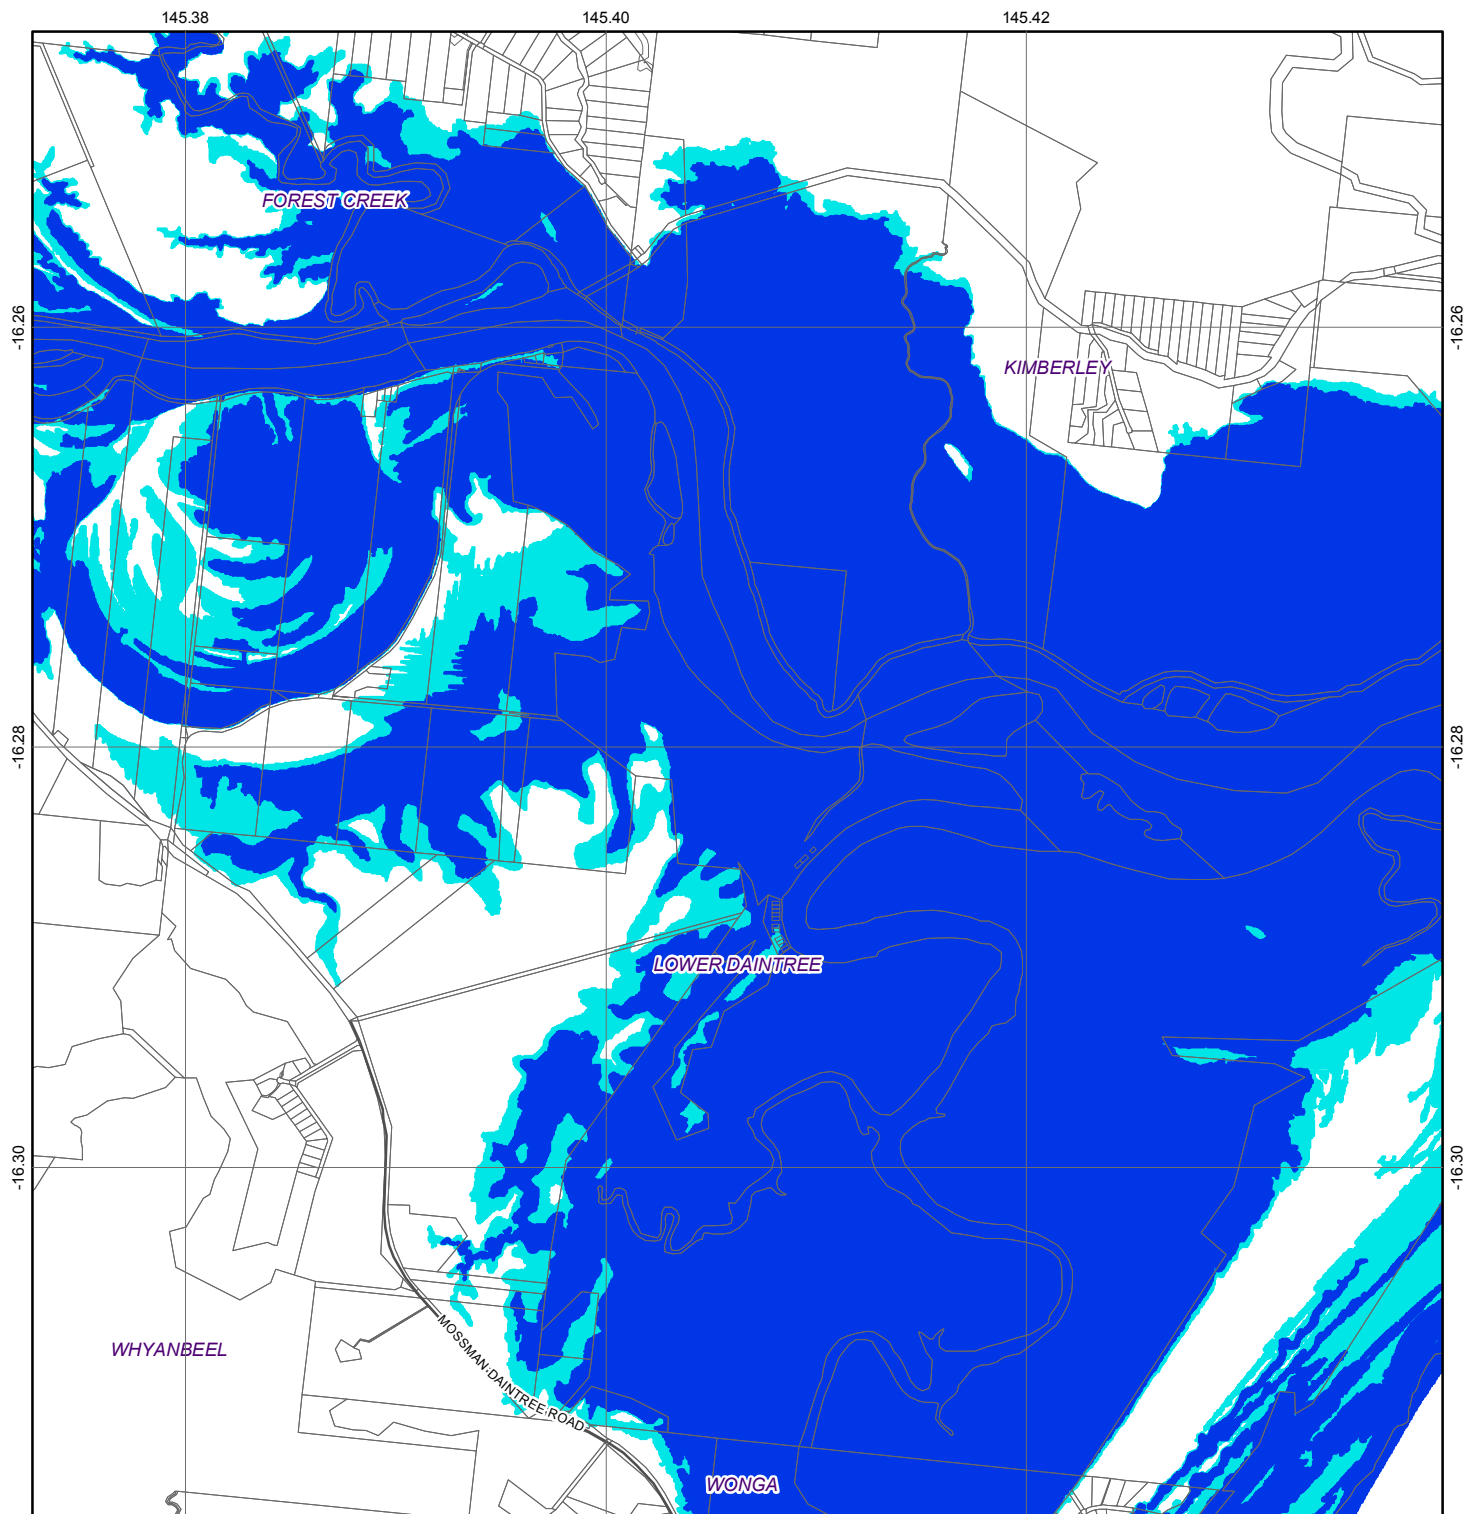 145.38
145.40
145.42
FOREST CREEK
-16.26
-16.26
KIMBERLEY
-16.28
-16.28
LOWER DAINTREE
-16.30
-16.30
WHYANBEEL
MOSSMAN-DAINTREE ROAD
WONGA